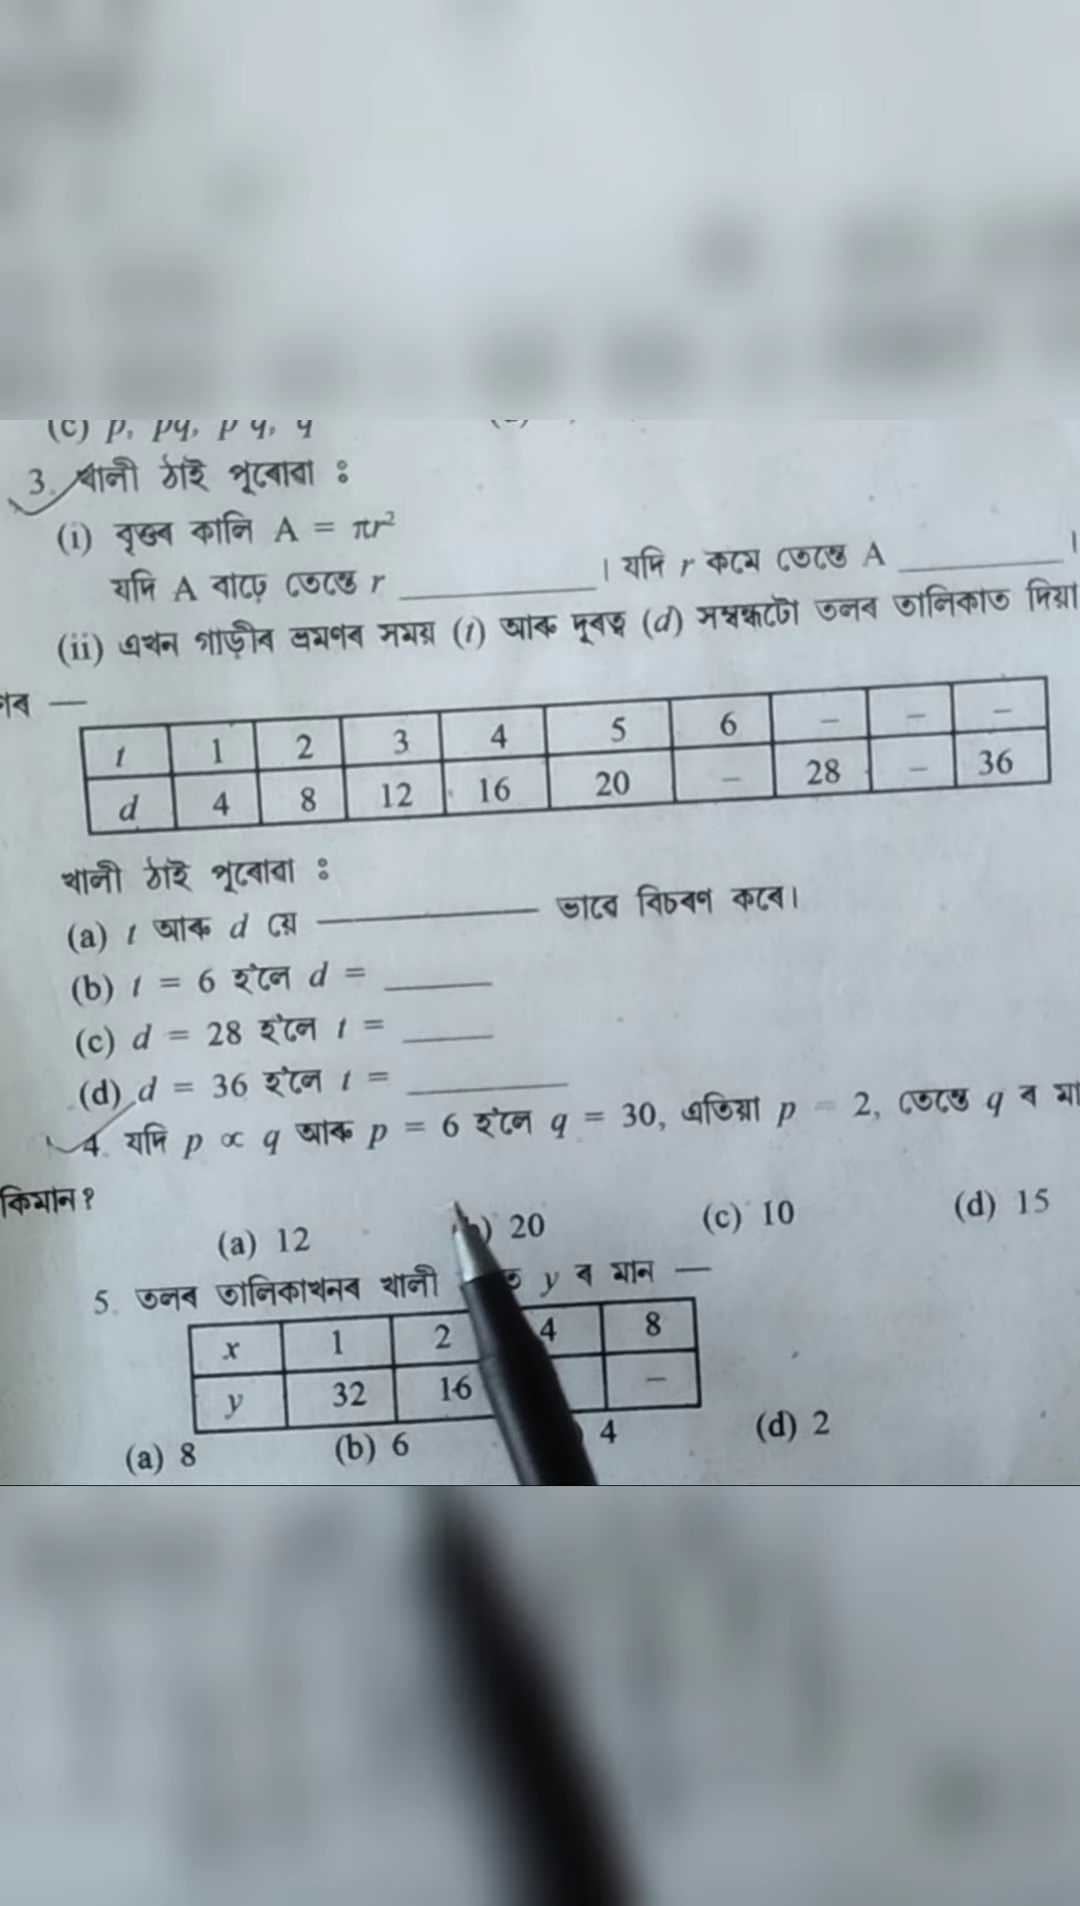 (c) p, pq,
3. খালী ঠাই পূৰোৱা :
(i) বৃত্তৰ কালি A = πr²
যদি A বাঢ়ে তেন্তে r ________। যদি r কমে তেন্তে A ________।
(ii) এখন গাড়ীৰ ভ্ৰমণৰ সময় (t) আৰু দূৰত্ব (d) সম্বন্ধটো তলৰ তালিকাত দিয়া
—
t 1 2 3 4 5 6 – – –
d 4 8 12 16 20 – 28 – 36
খালী ঠাই পূৰোৱা :
(a) t আৰু d য়ে ________ ভাবে বিচৰণ কৰে।
(b) t = 6 হ'লে d = ________
(c) d = 28 হ'লে t = ________
(d) d = 36 হ'লে t = ________
4. যদি p ∝ q আৰু p = 6 হ'লে q = 30, এতিয়া p = 2, তেন্তে q ৰ
কিমান?
(a) 12 (b) 20 (c) 10 (d) 15
5. তলৰ তালিকাখনৰ খালী y ৰ মান —
x 1 2 4 8
y 32 16 –
(a) 8 (b) 6 4 (d) 2